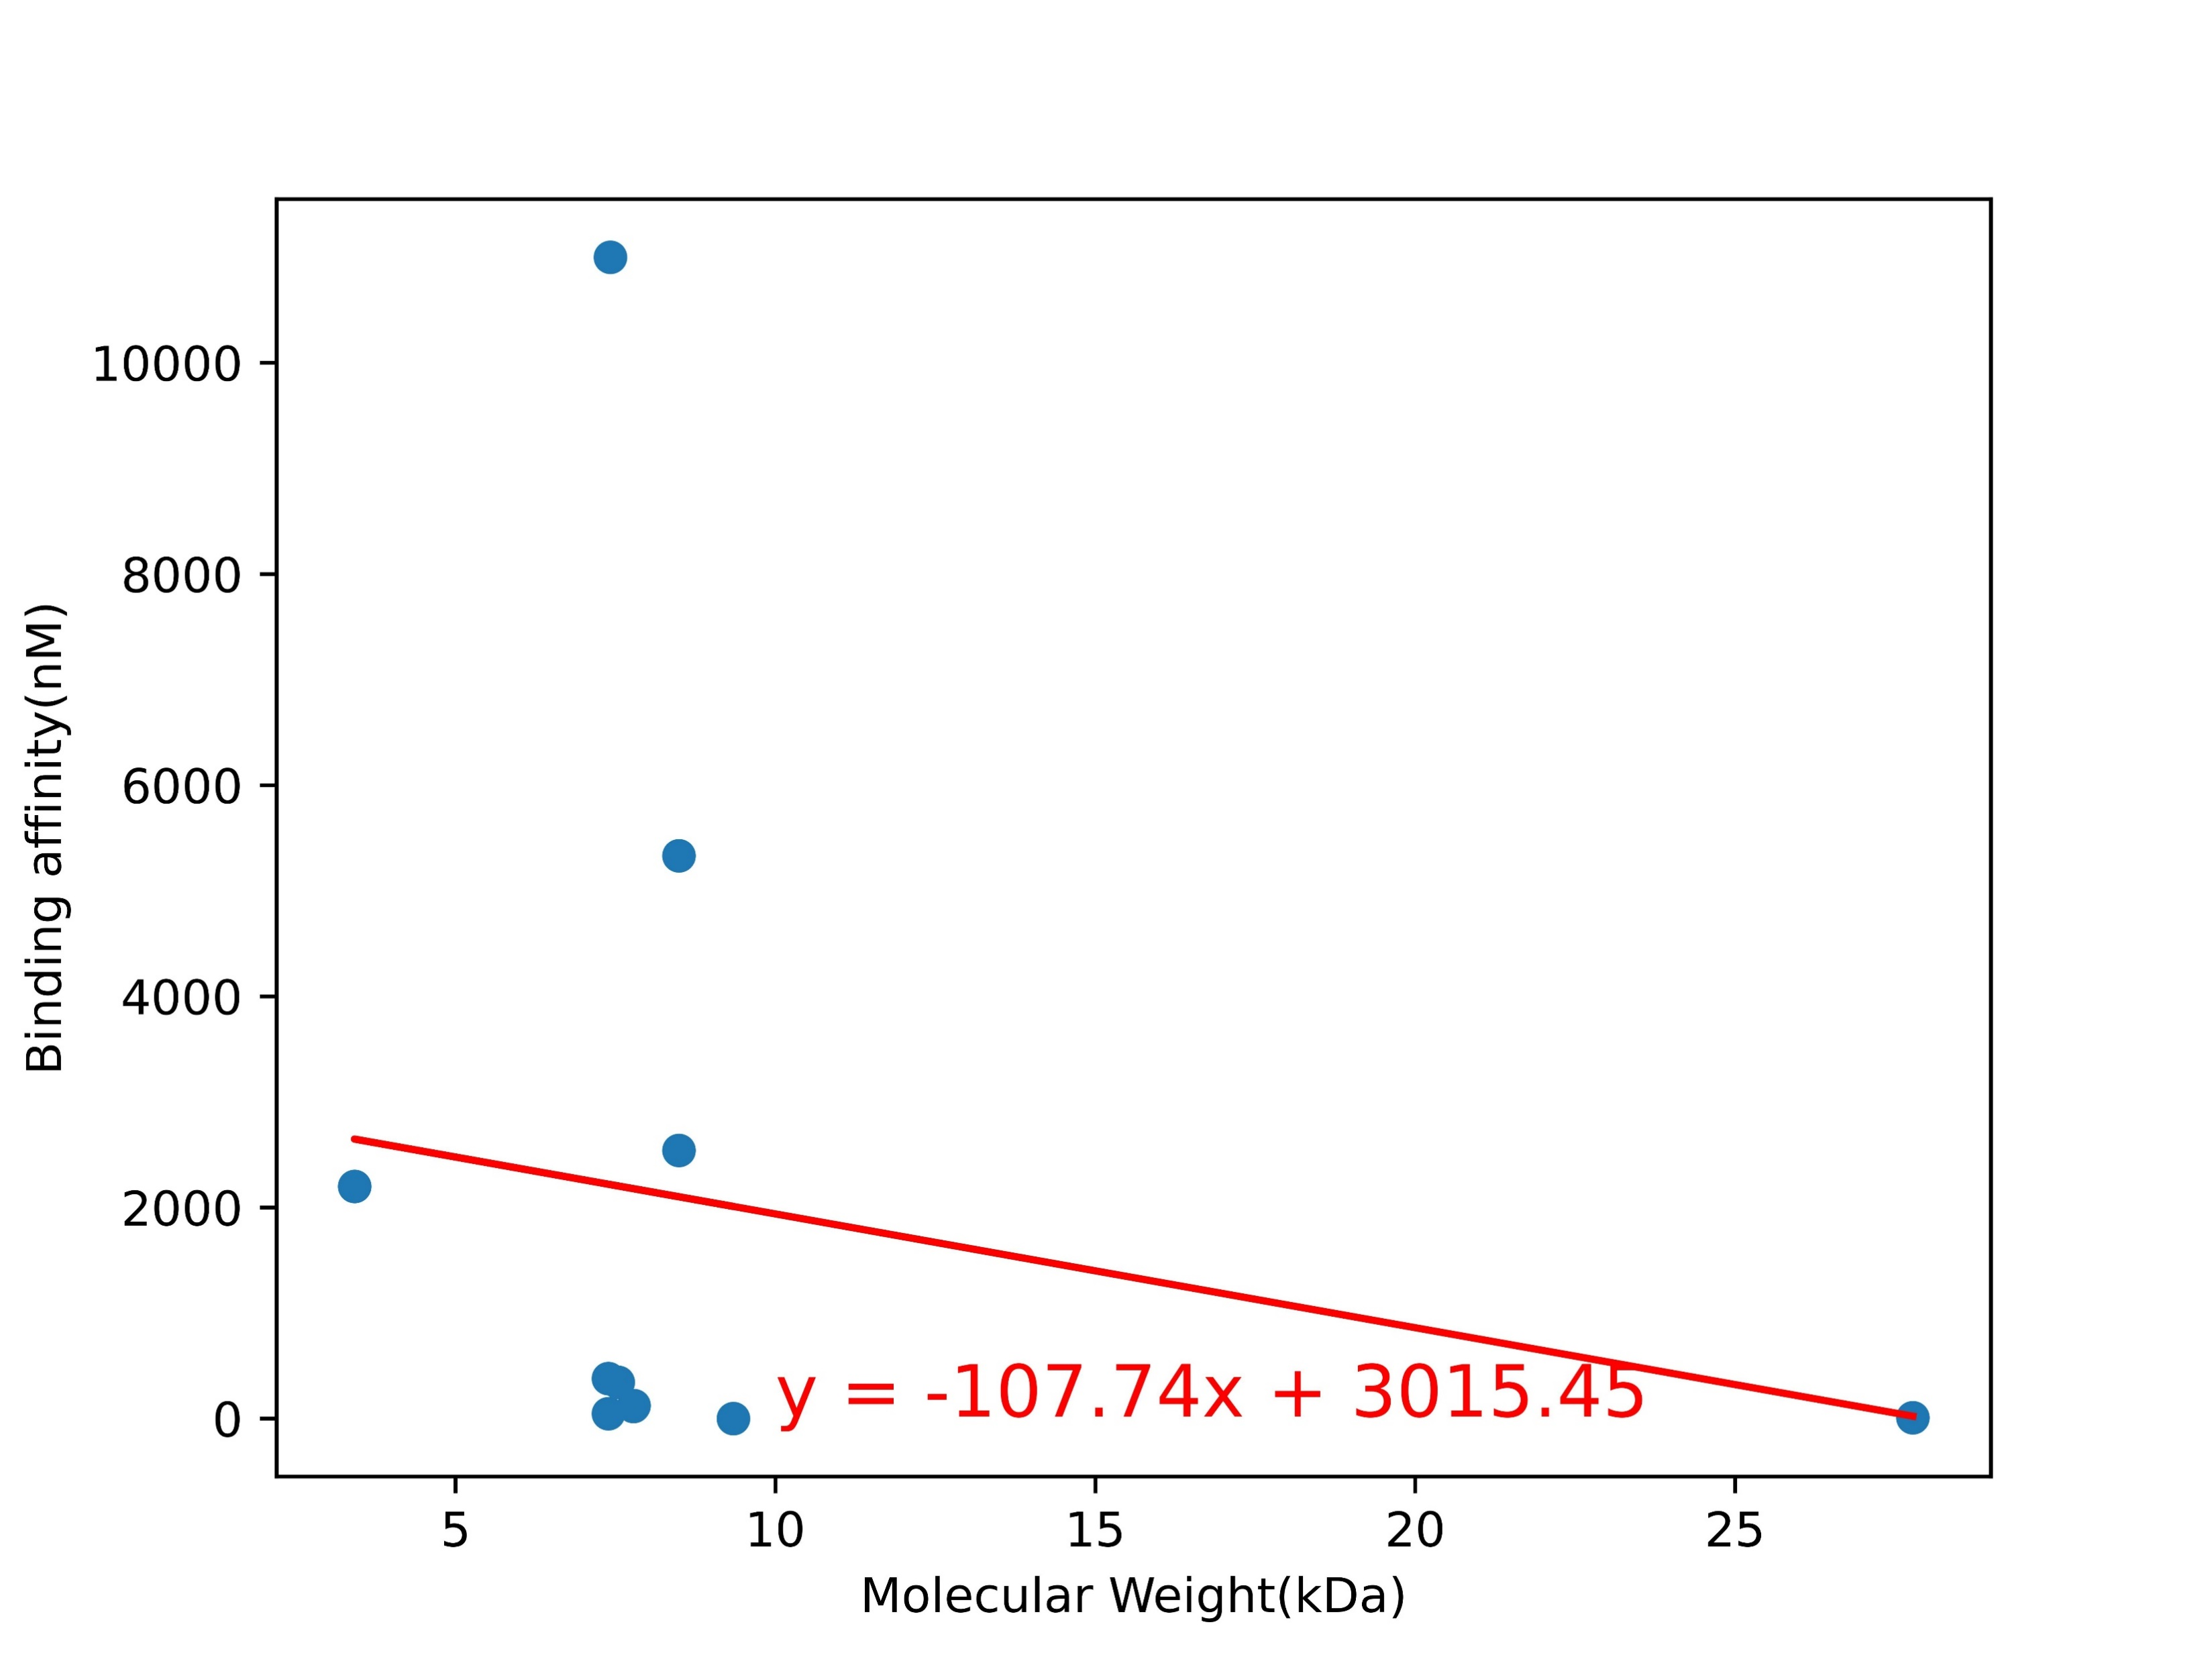 10000
8000
6000
4000
2000
0
Binding affinity(nM)
y = -107.74x + 3015.45
5 10 15 20 25
Molecular Weight(kDa)